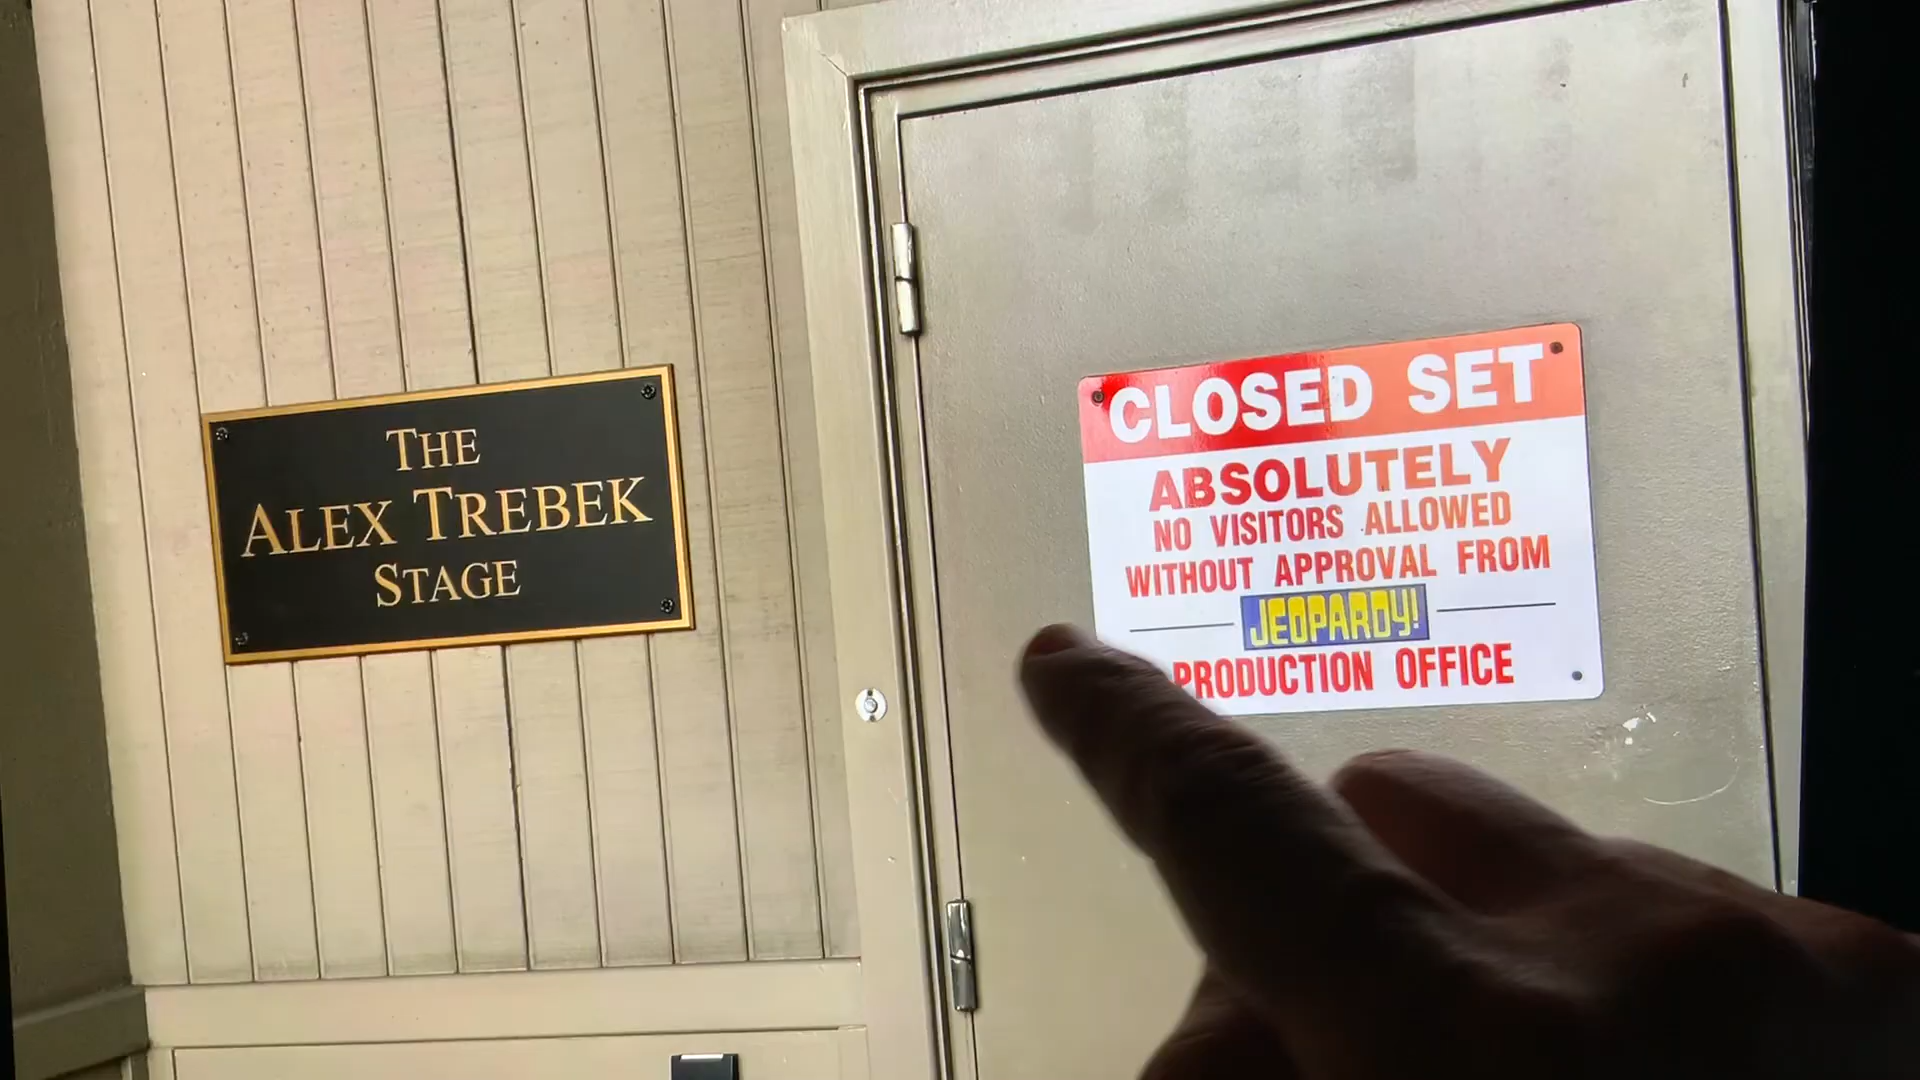 THE
ALEX TREBEK
STAGE
CLOSED SET
ABSOLUTELY
NO VISITORS ALLOWED
WITHOUT APPROVAL FROM
JEOPARDY!
PRODUCTION OFFICE